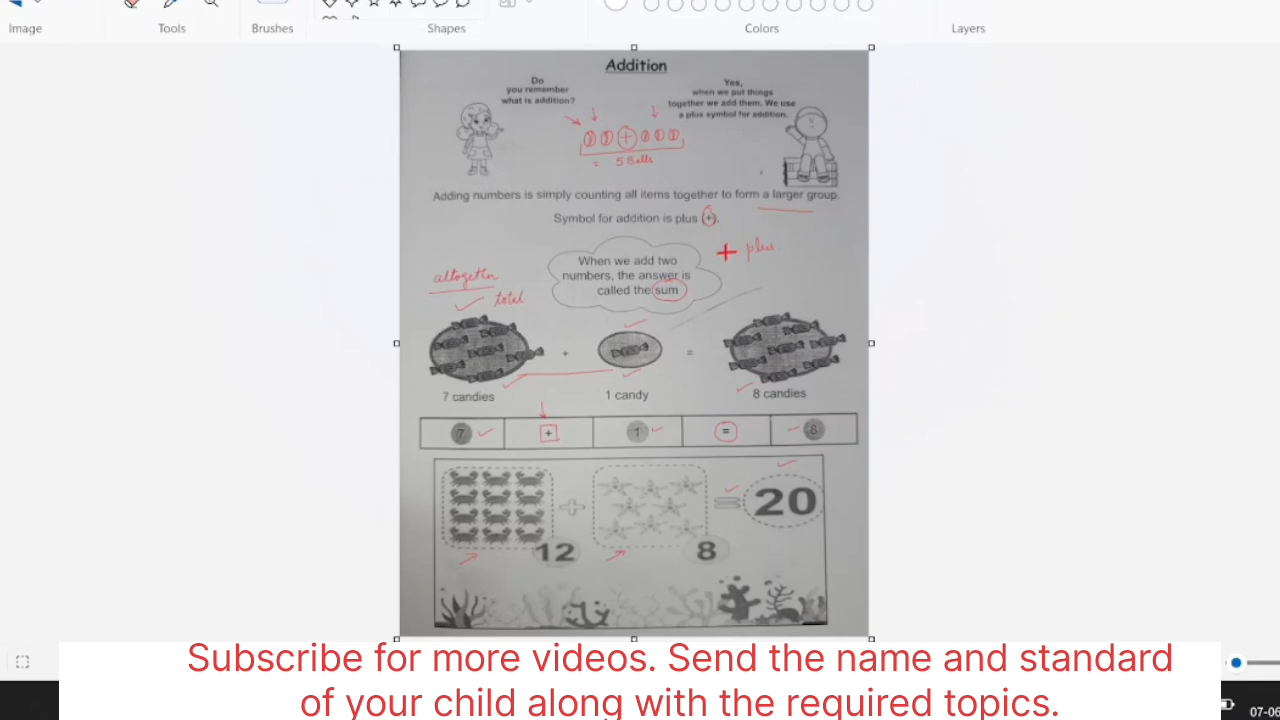 Image
Tools
Brushes
Shapes
Colors
Layers
Addition
Do
you remember
what is addition?
Yes,
when we put things
together we add them. We use
a plus symbol for addition.
+
= 5 Balls
Adding numbers is simply counting all items together to form a larger group.
Symbol for addition is plus (+).
+ plus
When we add two
numbers, the answer is
called the sum
altogether
total
+ =
7 candies 1 candy 8 candies
7 + 1 = 8
+ = 20
12 8
Subscribe for more videos. Send the name and standard
of your child along with the required topics.
07-06